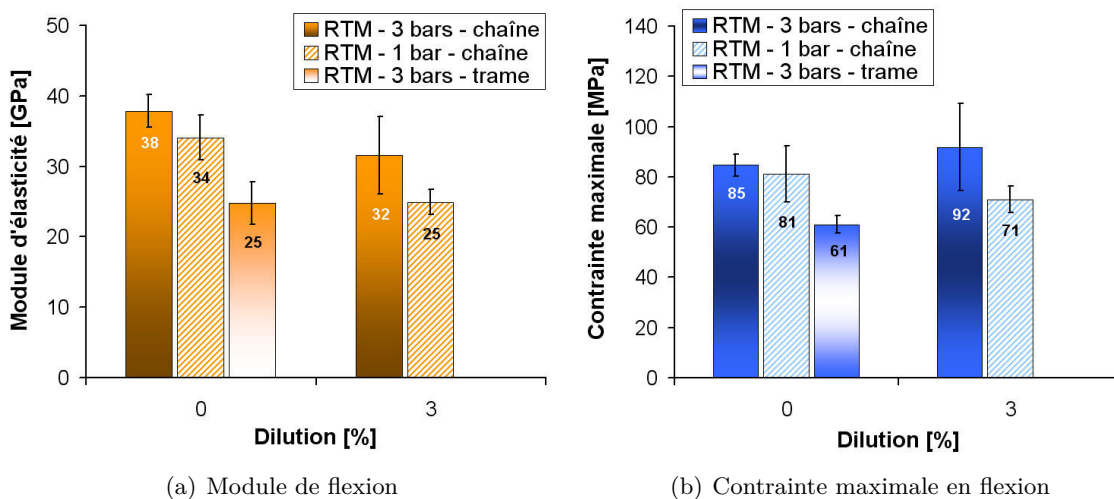 50
40
30
20
10
0
Module d'élasticité [GPa]
RTM - 3 bars - chaîne
RTM - 1 bar - chaîne
RTM - 3 bars - trame
38
34
25
32
25
0
3
Dilution [%]
(a) Module de flexion
140
120
100
80
60
40
20
0
Contrainte maximale [MPa]
RTM - 3 bars - chaîne
RTM - 1 bar - chaîne
RTM - 3 bars - trame
85
81
61
92
71
0
3
Dilution [%]
(b) Contrainte maximale en flexion